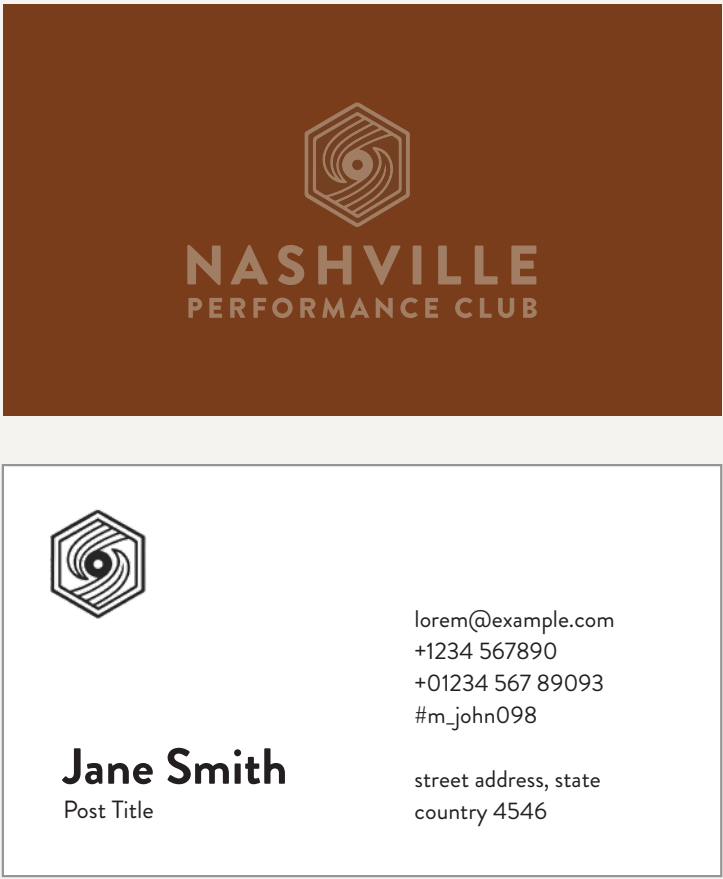 NASHVILLE
PERFORMANCE CLUB
lorem@example.com
+1234 567890
+01234 567 89093
#m_john098
Jane Smith
Post Title
street address, state
country 4546